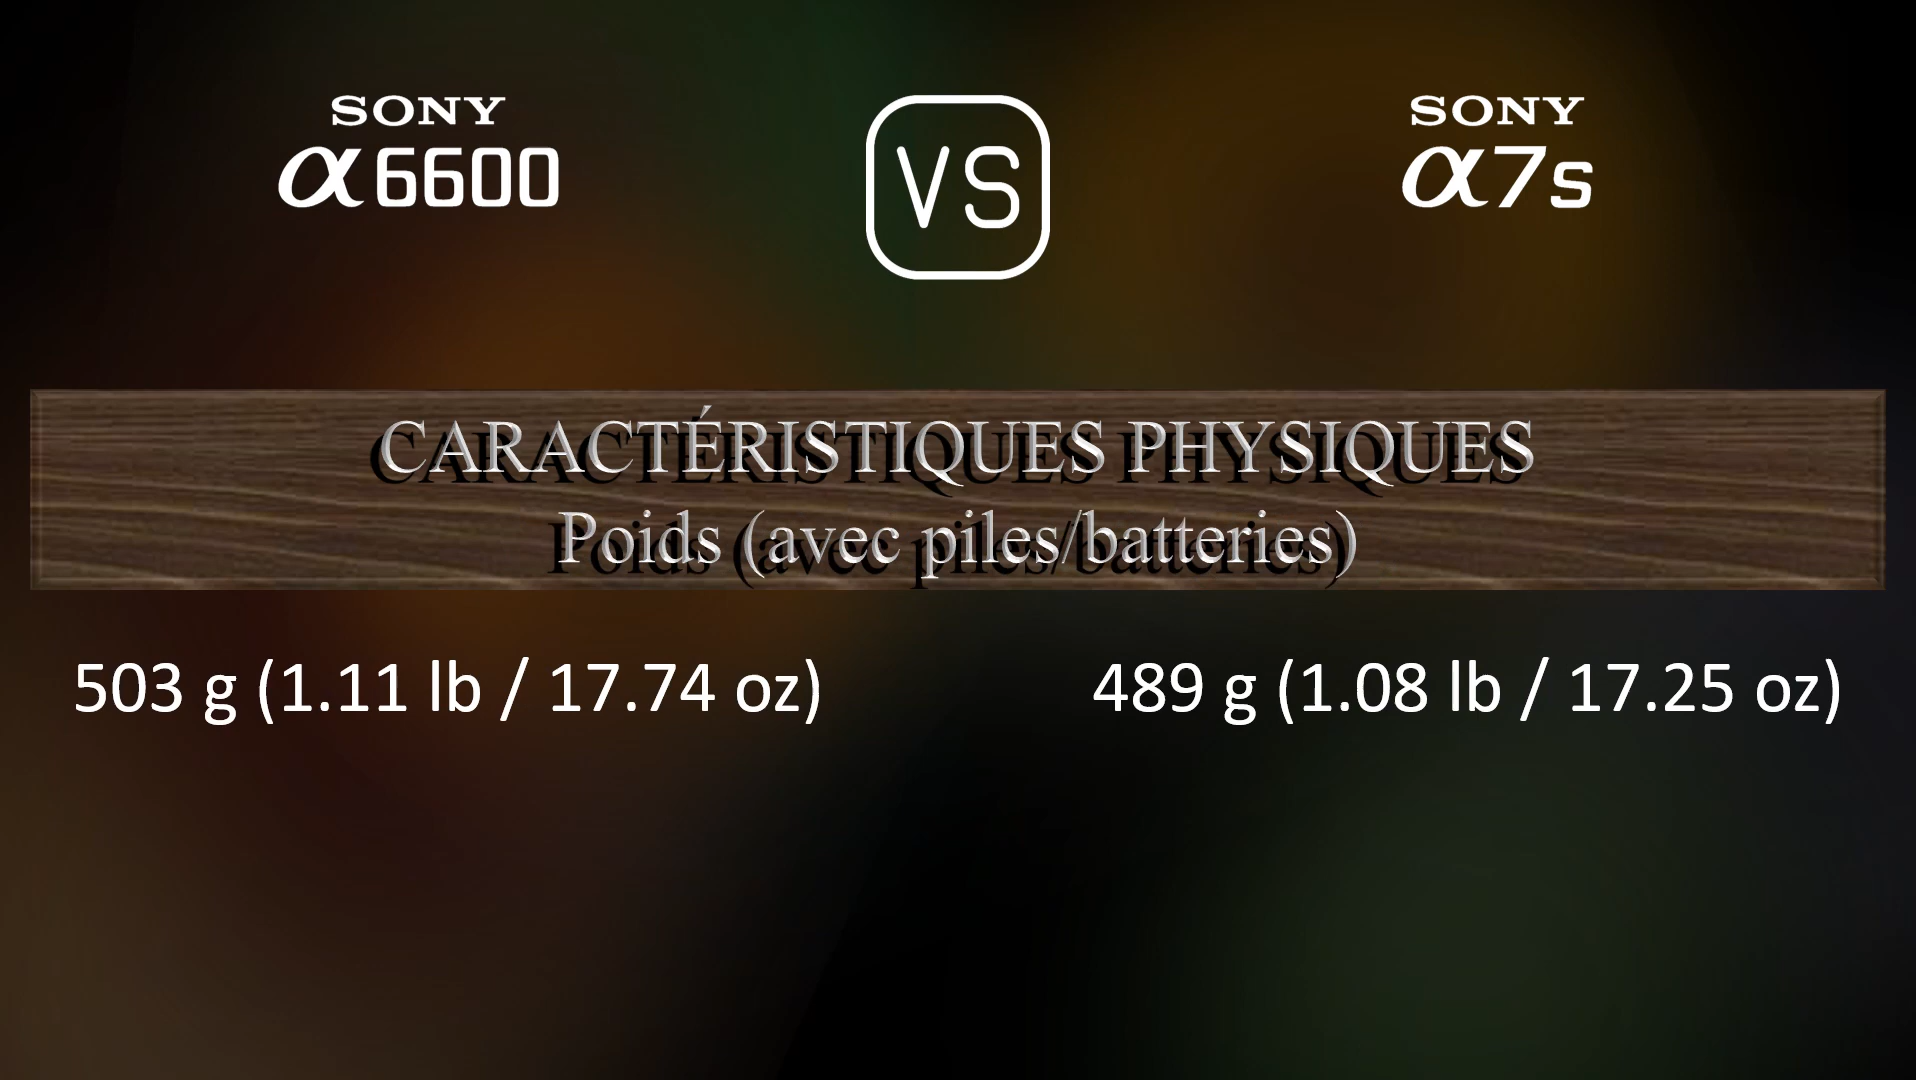 SONY
α6600
VS
SONY
α7s
CARACTÉRISTIQUES PHYSIQUES
Poids (avec piles/batteries)
503 g (1.11 lb / 17.74 oz)
489 g (1.08 lb / 17.25 oz)